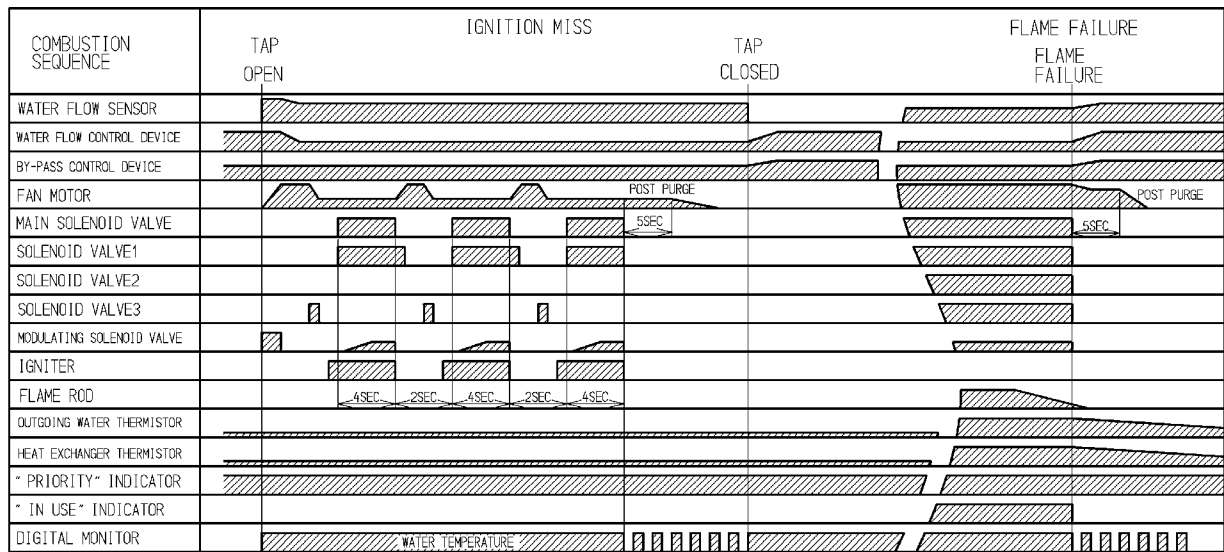 COMBUSTION
SEQUENCE
IGNITION MISS
FLAME FAILURE
TAP
OPEN
TAP
CLOSED
FLAME
FAILURE
WATER FLOW SENSOR
WATER FLOW CONTROL DEVICE
BY-PASS CONTROL DEVICE
FAN MOTOR
POST PURGE
POST PURGE
MAIN SOLENOID VALVE
5SEC
5SEC
SOLENOID VALVE1
SOLENOID VALVE2
SOLENOID VALVE3
MODULATING SOLENOID VALVE
IGNITER
FLAME ROD
4SEC
2SEC
4SEC
2SEC
4SEC
OUTGOING WATER THERMISTOR
HEAT EXCHANGER THERMISTOR
" PRIORITY" INDICATOR
" IN USE" INDICATOR
DIGITAL MONITOR
WATER TEMPERATURE